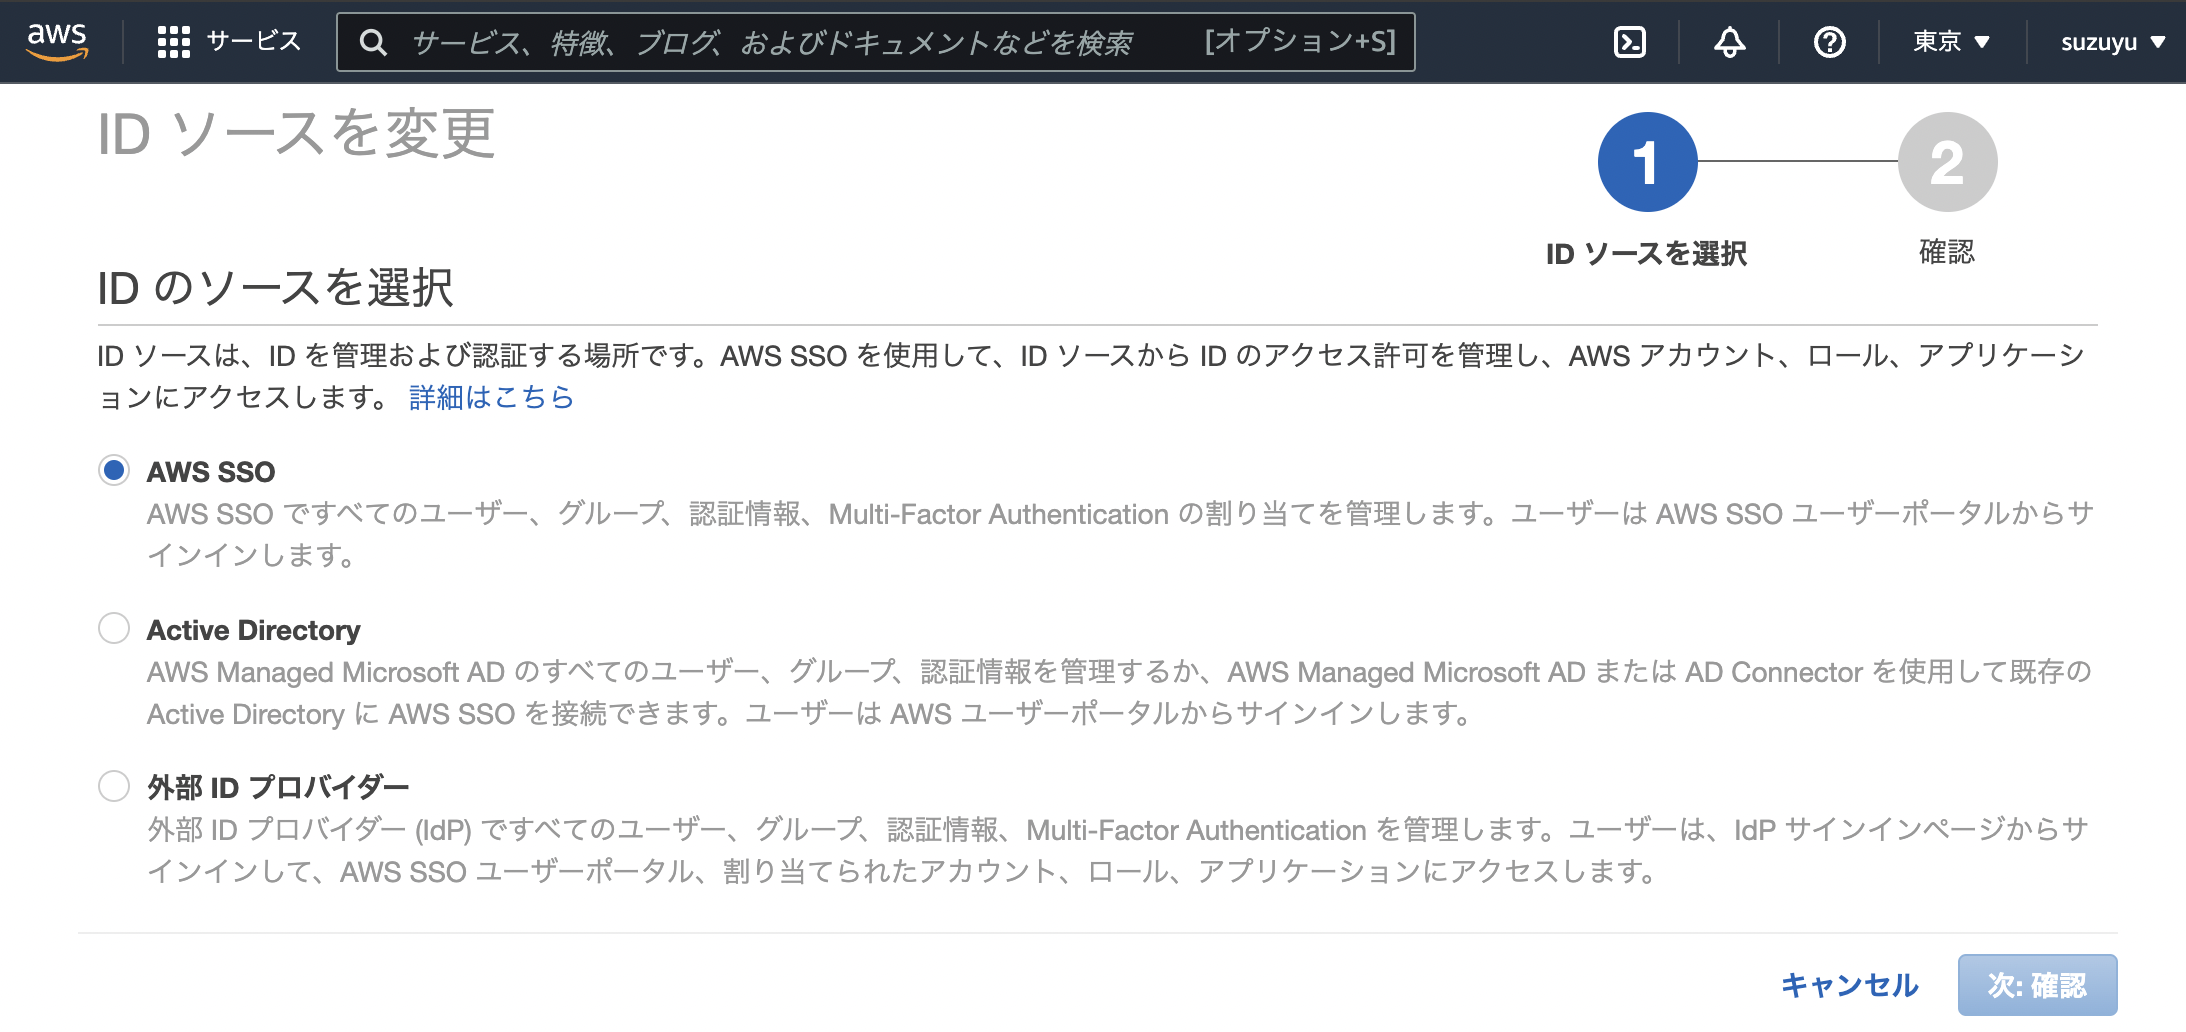 aws サービス サービス、特徴、ブログ、およびドキュメントなどを検索 [オプション+S] 東京 ▼ suzuyu ▼
ID ソースを変更
1 2
ID ソースを選択 確認
ID のソースを選択
ID ソースは、ID を管理および認証する場所です。AWS SSO を使用して、ID ソースから ID のアクセス許可を管理し、AWS アカウント、ロール、アプリケーシ
ョンにアクセスします。 詳細はこちら
AWS SSO
AWS SSO ですべてのユーザー、グループ、認証情報、Multi-Factor Authentication の割り当てを管理します。ユーザーは AWS SSO ユーザーポータルからサ
インインします。
Active Directory
AWS Managed Microsoft AD のすべてのユーザー、グループ、認証情報を管理するか、AWS Managed Microsoft AD または AD Connector を使用して既存の
Active Directory に AWS SSO を接続できます。ユーザーは AWS ユーザーポータルからサインインします。
外部 ID プロバイダー
外部 ID プロバイダー (IdP) ですべてのユーザー、グループ、認証情報、Multi-Factor Authentication を管理します。ユーザーは、IdP サインインページからサ
インインして、AWS SSO ユーザーポータル、割り当てられたアカウント、ロール、アプリケーションにアクセスします。
キャンセル 次: 確認